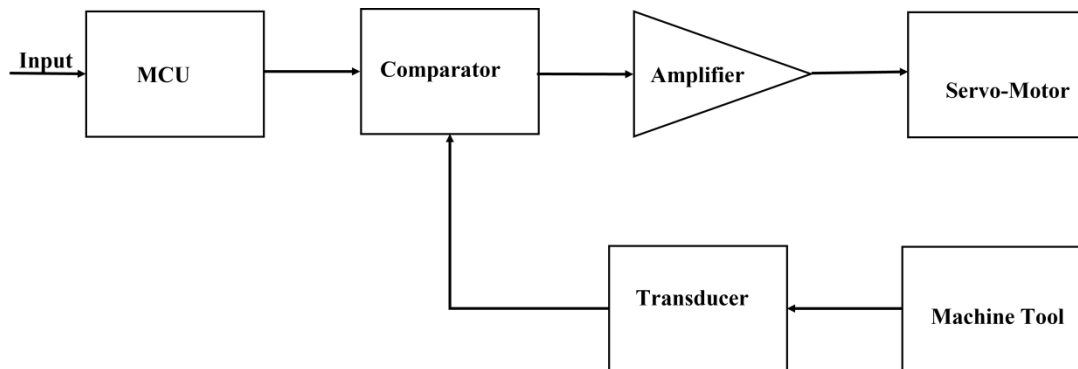 Input
MCU
Comparator
Amplifier
Servo-Motor
Transducer
Machine Tool